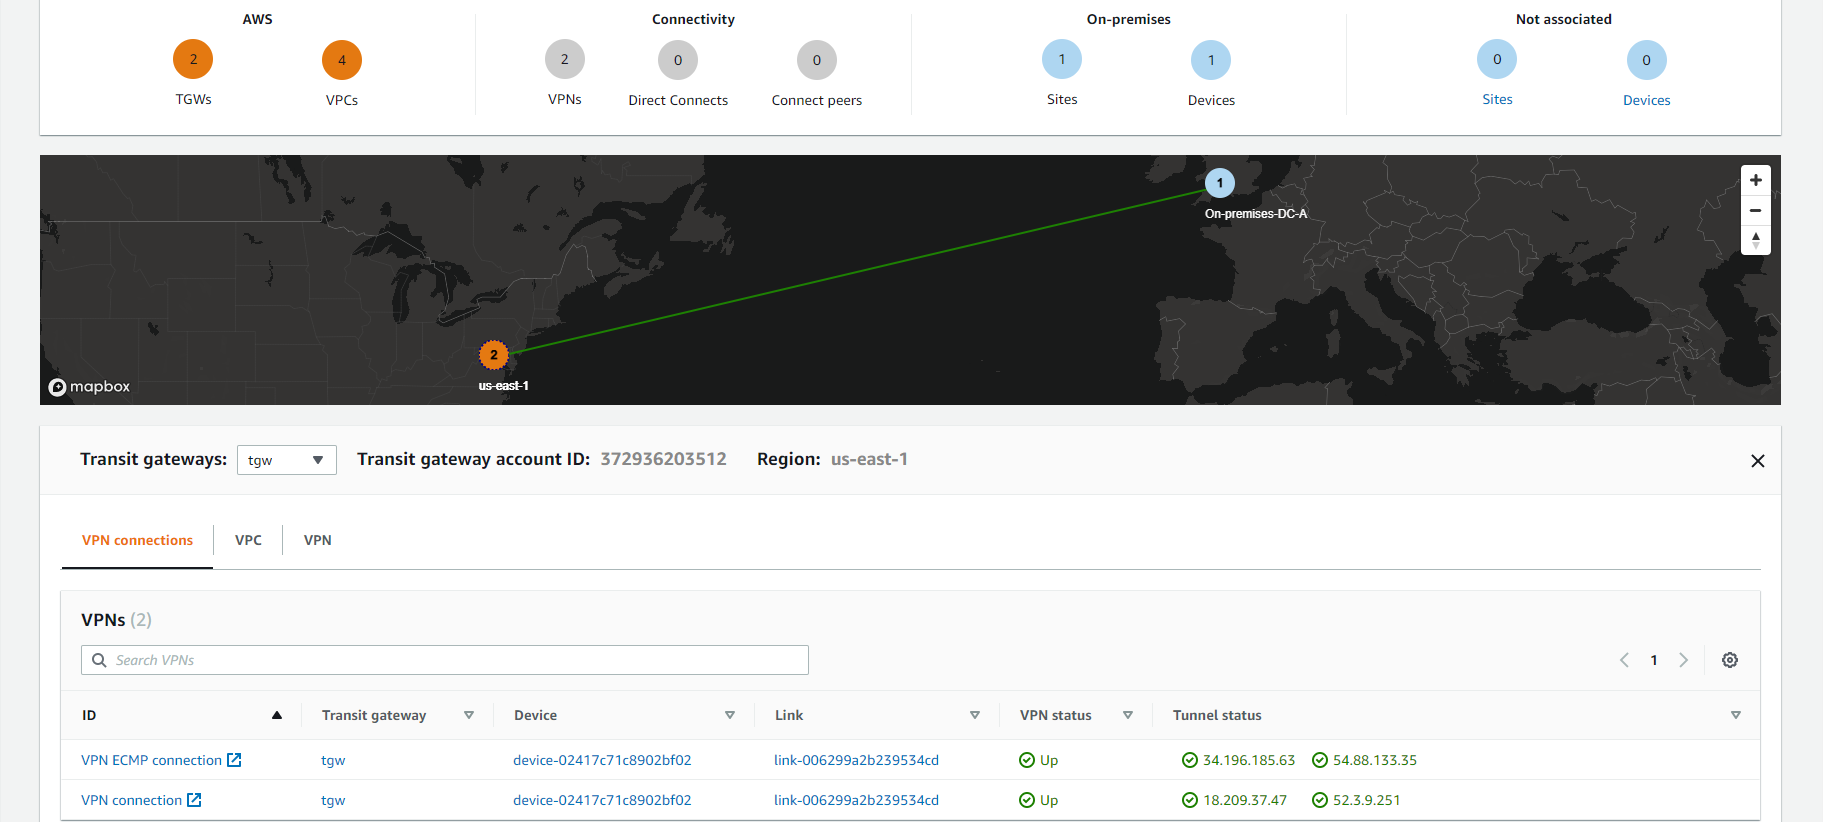 AWS
Connectivity
On-premises
Not associated
2
4
2
0
0
1
1
0
0
TGWs
VPCs
VPNs
Direct Connects
Connect peers
Sites
Devices
Sites
Devices
1
On-premises-DC-A
2
us-east-1
mapbox
Transit gateways: tgw Transit gateway account ID: 372936203512 Region: us-east-1
VPN connections VPC VPN
VPNs (2)
Search VPNs
1
ID Transit gateway Device Link VPN status Tunnel status
VPN ECMP connection tgw device-02417c71c8902bf02 link-006299a2b239534cd Up 34.196.185.63 54.88.133.35
VPN connection tgw device-02417c71c8902bf02 link-006299a2b239534cd Up 18.209.37.47 52.3.9.251